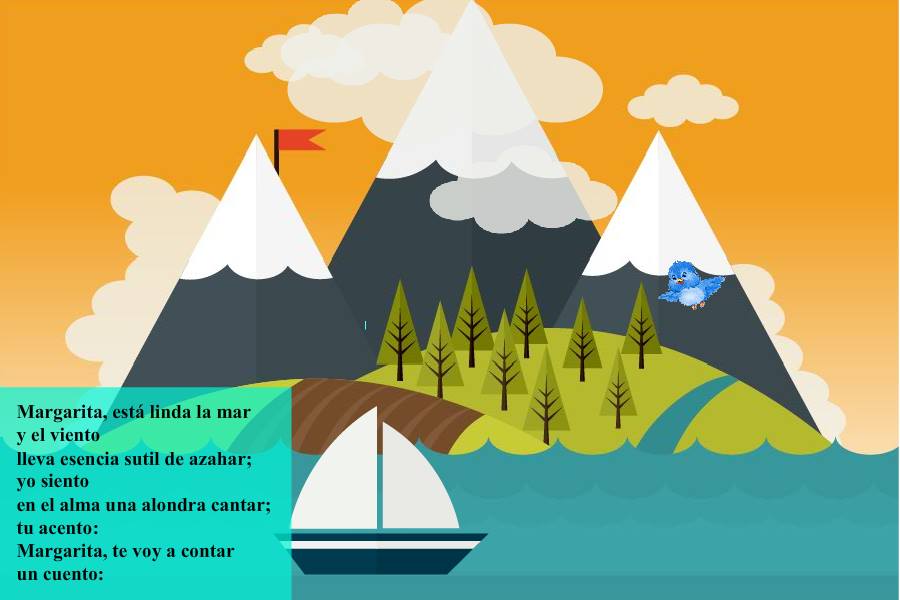 Margarita, está linda la mar
y el viento
lleva esencia sutil de azahar;
yo siento
en el alma una alondra cantar;
tu acento:
Margarita, te voy a contar
un cuento: